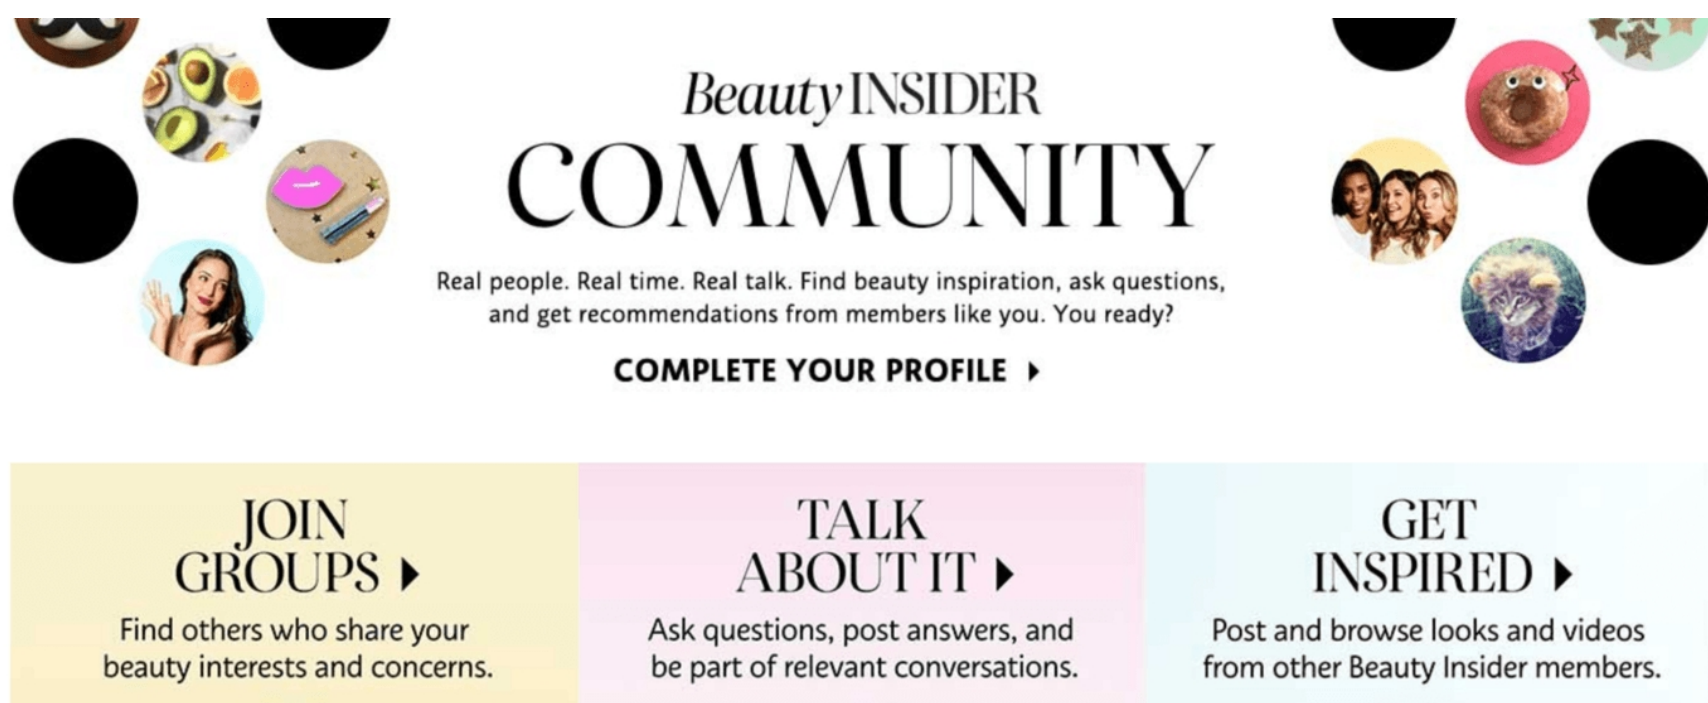 Beauty INSIDER
COMMUNITY
Real people. Real time. Real talk. Find beauty inspiration, ask questions,
and get recommendations from members like you. You ready?
COMPLETE YOUR PROFILE
JOIN
GROUPS
Find others who share your
beauty interests and concerns.
TALK
ABOUT IT
Ask questions, post answers, and
be part of relevant conversations.
GET
INSPIRED
Post and browse looks and videos
from other Beauty Insider members.